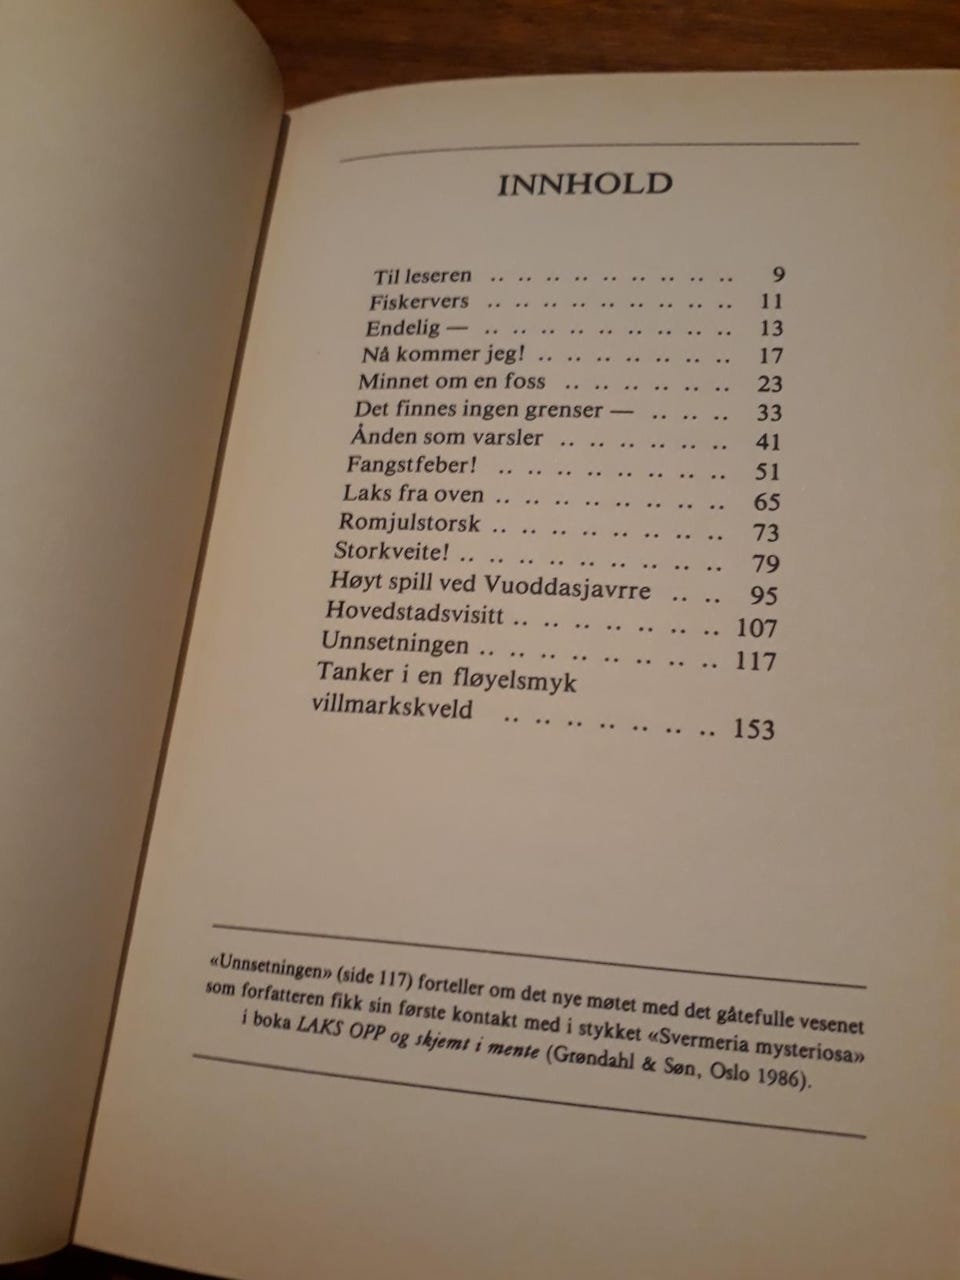 INNHOLD
Til leseren .. .. .. .. .. .. .. .. .. 9
Fiskervers .. .. .. .. .. .. .. .. .. 11
Endelig — .. .. .. .. .. .. .. .. .. 13
Nå kommer jeg! .. .. .. .. .. .. .. 17
Minnet om en foss .. .. .. .. .. .. 23
Det finnes ingen grenser — .. .. .. 33
Ånden som varsler .. .. .. .. .. .. 41
Fangstfeber! .. .. .. .. .. .. .. .. 51
Laks fra oven .. .. .. .. .. .. .. .. 65
Romjulstorsk .. .. .. .. .. .. .. .. 73
Storkveite! .. .. .. .. .. .. .. .. .. 79
Høyt spill ved Vuoddasjavrre .. .. 95
Hovedstadsvisitt .. .. .. .. .. .. .. 107
Unnsetningen .. .. .. .. .. .. .. .. 117
Tanker i en fløyelsmyk
villmarkskveld .. .. .. .. .. .. .. 153
«Unnsetningen» (side 117) forteller om det nye møtet med det gåtefulle vesenet
som forfatteren fikk sin første kontakt med i stykket «Svermeria mysteriosa»
i boka LAKS OPP og skjemt i mente (Grøndahl & Søn, Oslo 1986).